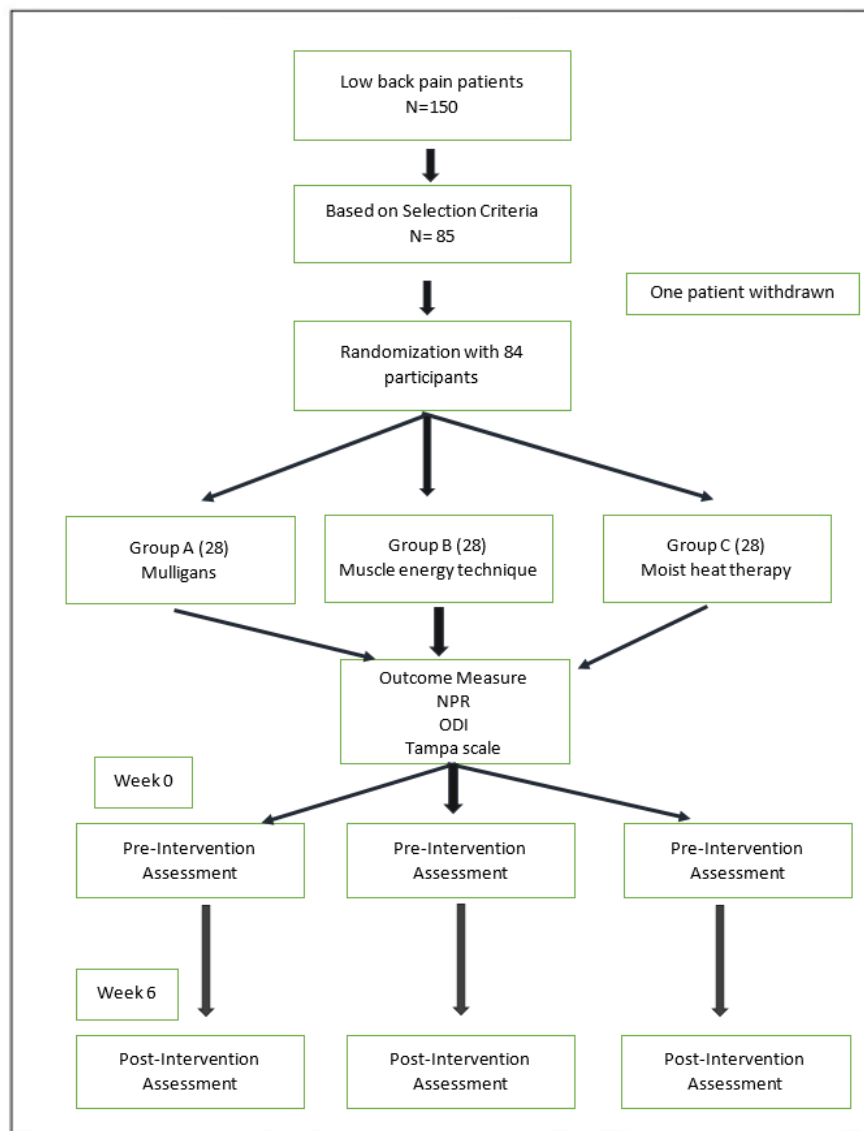 Low back pain patients
N=150
Based on Selection Criteria
N= 85
One patient withdrawn
Randomization with 84
participants
Group A (28)
Mulligans
Group B (28)
Muscle energy technique
Group C (28)
Moist heat therapy
Outcome Measure
NPR
ODI
Tampa scale
Week 0
Pre-Intervention
Assessment
Pre-Intervention
Assessment
Pre-Intervention
Assessment
Week 6
Post-Intervention
Assessment
Post-Intervention
Assessment
Post-Intervention
Assessment